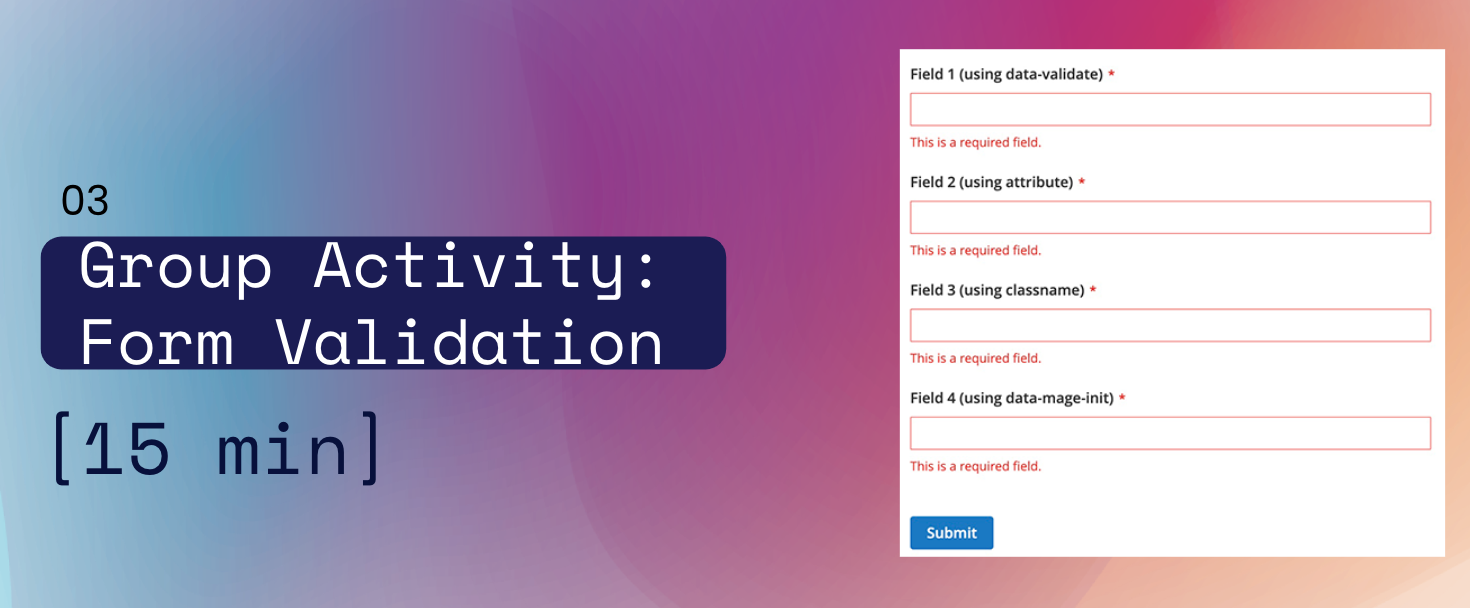 03
Group Activity:
Form Validation
[15 min]
Field 1 (using data-validate) *
This is a required field.
Field 2 (using attribute) *
This is a required field.
Field 3 (using classname) *
This is a required field.
Field 4 (using data-mage-init) *
This is a required field.
Submit